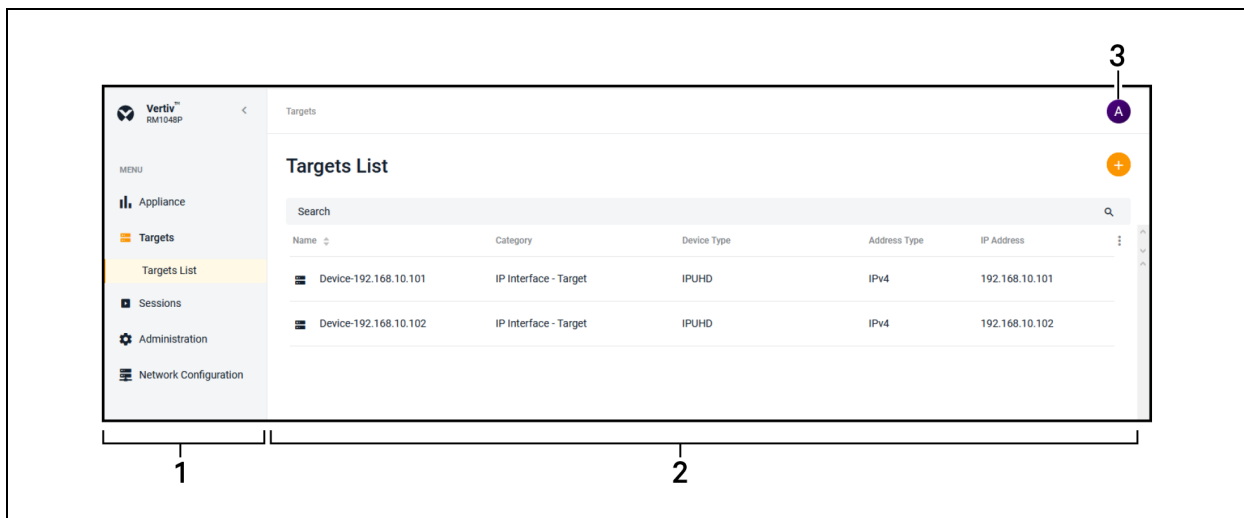 3
Vertiv™
RM1048P
Targets
A
MENU
Targets List
+
Appliance
Search
Targets
Name
Category
Device Type
Address Type
IP Address
Targets List
Device-192.168.10.101
IP Interface - Target
IPUHD
IPv4
192.168.10.101
Sessions
Device-192.168.10.102
IP Interface - Target
IPUHD
IPv4
192.168.10.102
Administration
Network Configuration
1
2